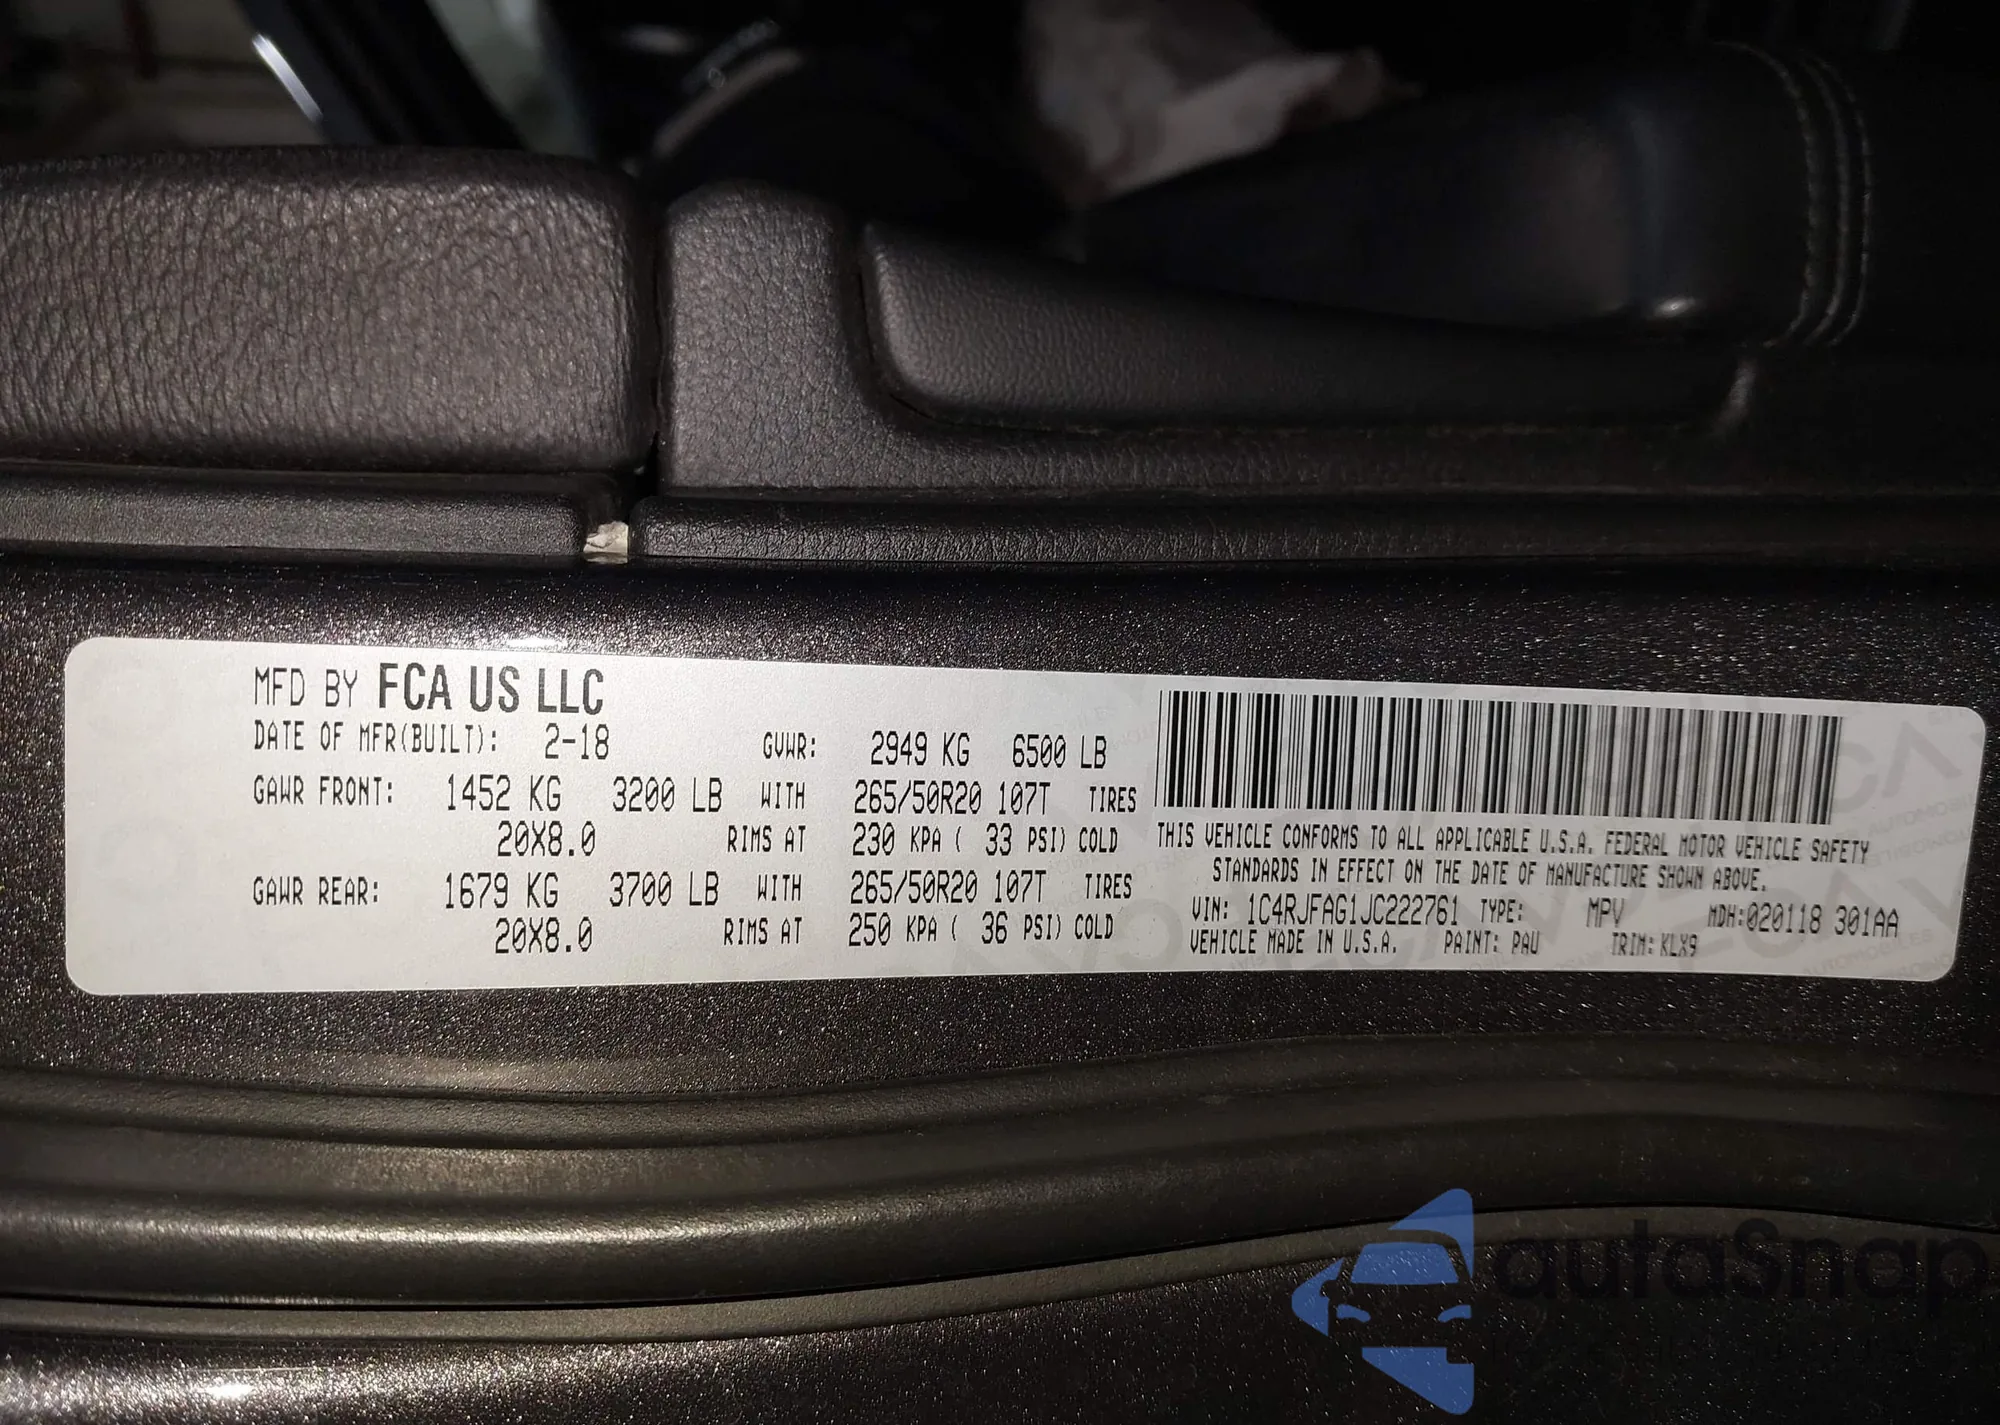 MFD BY FCA US LLC
DATE OF MFR(BUILT): 2-18 GVWR: 2949 KG 6500 LB
GAWR FRONT: 1452 KG 3200 LB WITH 265/50R20 107T TIRES
20X8.0 RIMS AT 230 KPA ( 33 PSI) COLD
GAWR REAR: 1679 KG 3700 LB WITH 265/50R20 107T TIRES
20X8.0 RIMS AT 250 KPA ( 36 PSI) COLD
THIS VEHICLE CONFORMS TO ALL APPLICABLE U.S.A. FEDERAL MOTOR VEHICLE SAFETY
STANDARDS IN EFFECT ON THE DATE OF MANUFACTURE SHOWN ABOVE.
VIN: 1C4RJFAG1JC222761 TYPE: MPV MDH:020118 301AA
VEHICLE MADE IN U.S.A. PAINT: PAU TRIM: KLX9
autaSnap